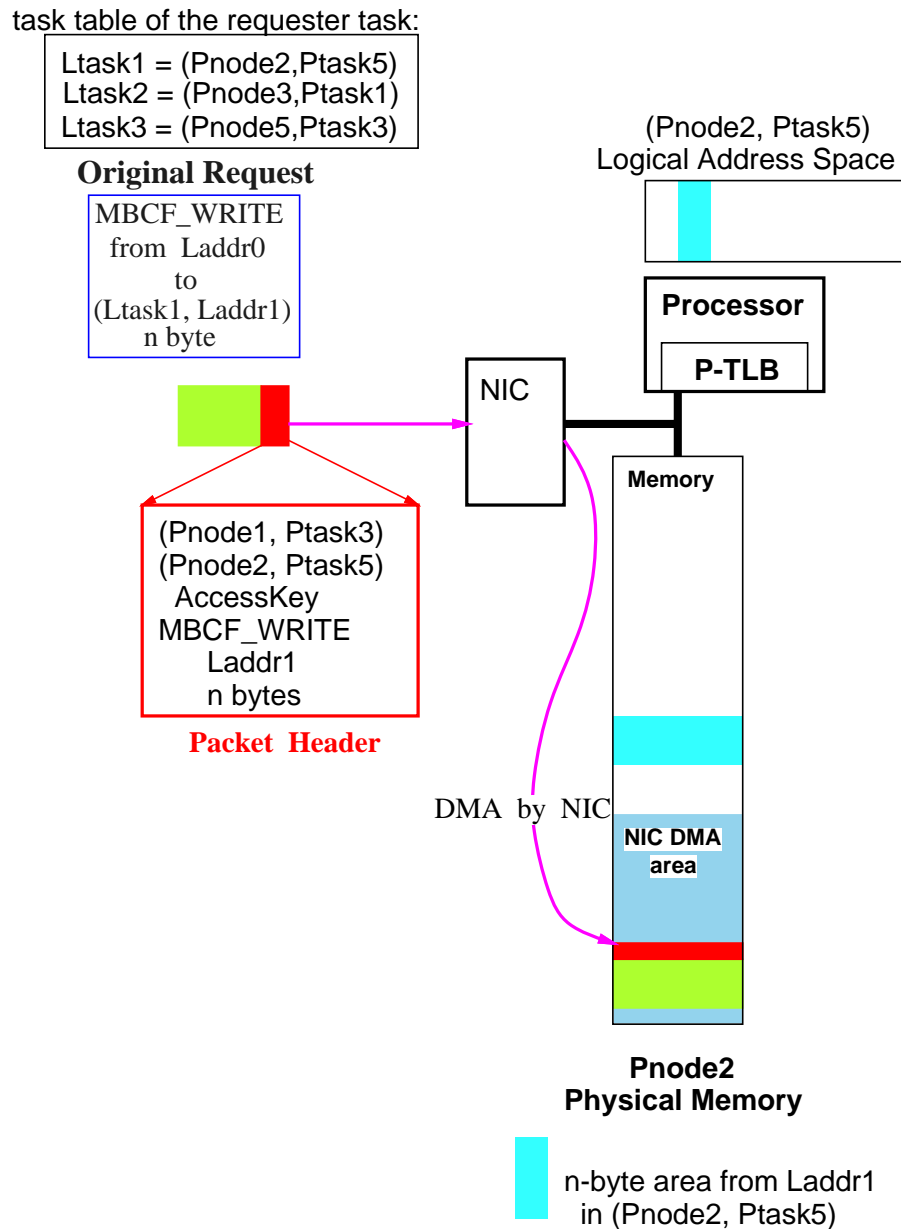 task table of the requester task:
Ltask1 = (Pnode2,Ptask5)
Ltask2 = (Pnode3,Ptask1)
Ltask3 = (Pnode5,Ptask3)
Original Request
MBCF_WRITE
from Laddr0
to
(Ltask1, Laddr1)
n byte
(Pnode2, Ptask5)
Logical Address Space
Processor
P-TLB
NIC
Memory
(Pnode1, Ptask3)
(Pnode2, Ptask5)
AccessKey
MBCF_WRITE
Laddr1
n bytes
Packet Header
DMA by NIC
NIC DMA
area
Pnode2
Physical Memory
n-byte area from Laddr1
in (Pnode2, Ptask5)